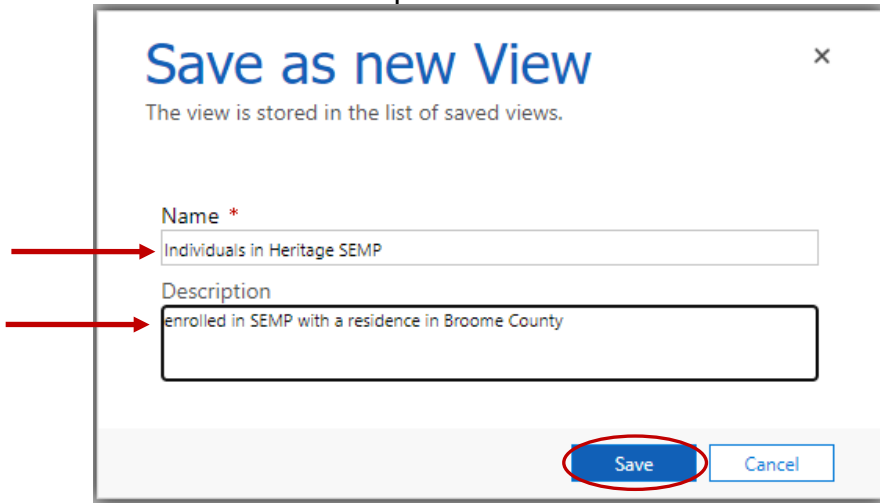 Save as new View
×
The view is stored in the list of saved views.
Name *
Individuals in Heritage SEMP
Description
enrolled in SEMP with a residence in Broome County
Save
Cancel